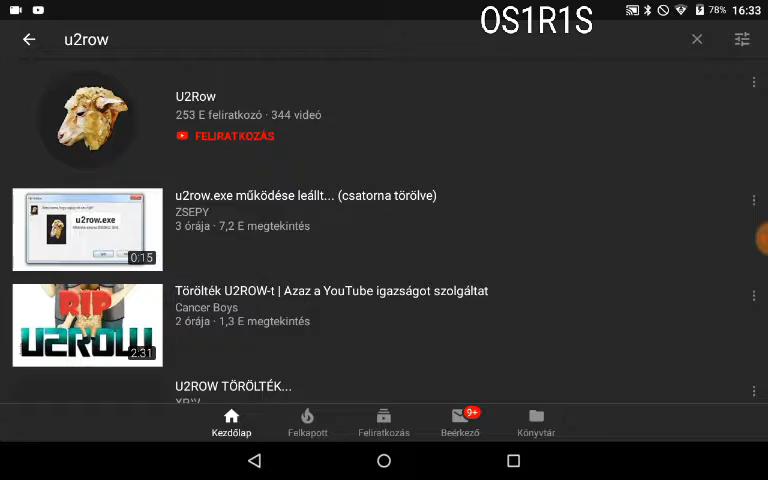 OS1R1S
78% 16:33
u2row
U2Row
253 E feliratkozó · 344 videó
FELIRATKOZÁS
u2row.exe működése leállt... (csatorna törölve)
ZSEPY
3 órája · 7,2 E megtekintés
u2row.exe
0:15
Törölték U2ROW-t | Azaz a YouTube igazságot szolgáltat
Cancer Boys
2 órája · 1,3 E megtekintés
RIP
U2ROW
2:31
U2ROW TÖRÖLTÉK...
9+
Kezdőlap Felkapott Feliratkozás Beérkező Könyvtár